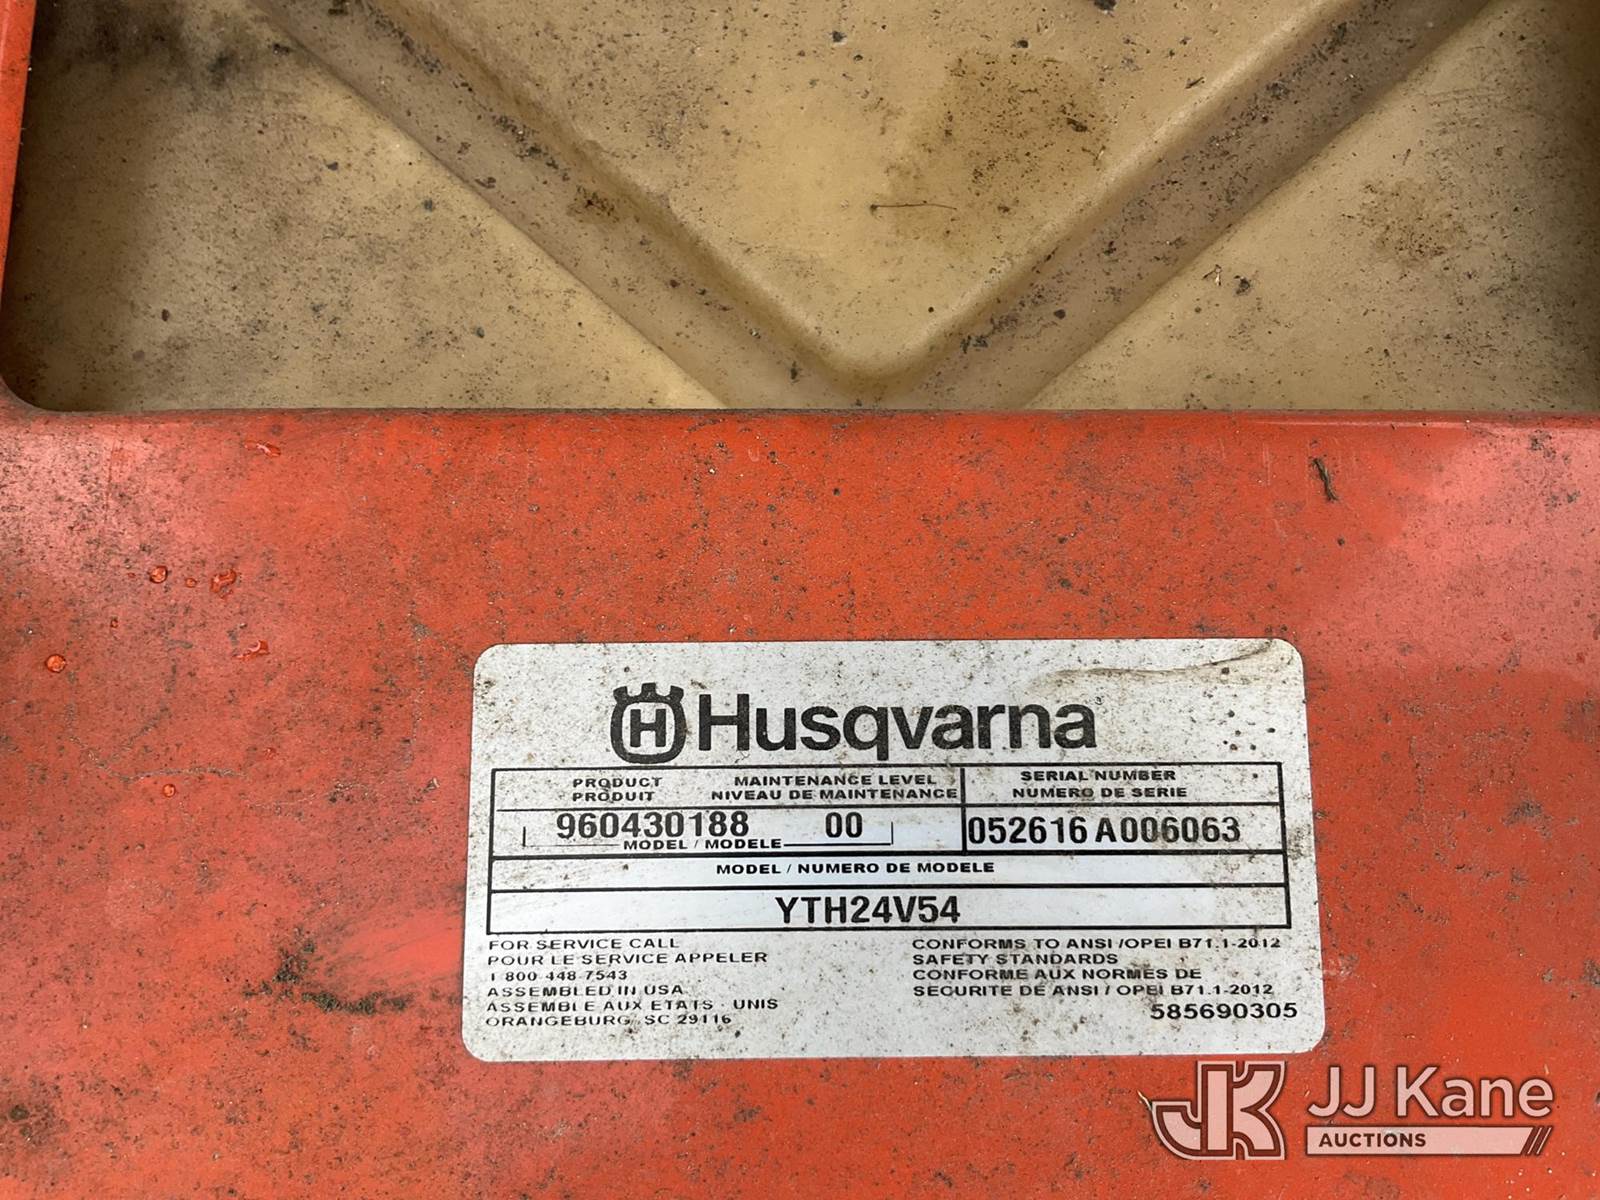 H Husqvarna
PRODUCT MAINTENANCE LEVEL SERIAL NUMBER
PRODUIT NIVEAU DE MAINTENANCE NUMERO DE SERIE
960430188 00 052616 A006063
MODEL / MODELE
MODEL / NUMERO DE MODELE
YTH24V54
FOR SERVICE CALL
POUR LE SERVICE APPELER
1 800 448 7543
ASSEMBLED IN USA
ASSEMBLE AUX ETATS - UNIS
ORANGEBURG, SC 29116
CONFORMS TO ANSI /OPEI B71.1-2012
SAFETY STANDARDS
CONFORME AUX NORMES DE
SECURITE DE ANSI / OPEI B71.1-2012
585690305
JK JJ Kane
AUCTIONS